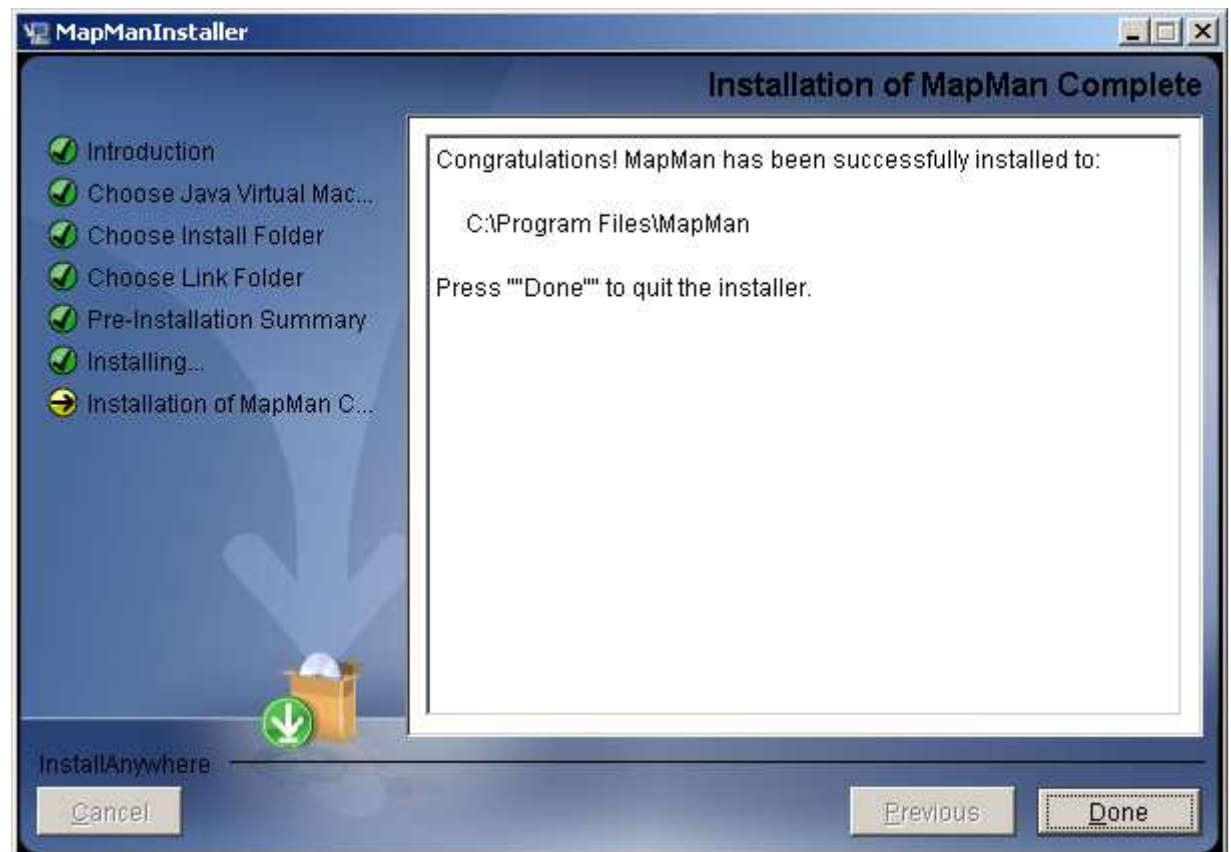 MapManInstaller
Installation of MapMan Complete
Introduction
Choose Java Virtual Mac...
Choose Install Folder
Choose Link Folder
Pre-Installation Summary
Installing...
Installation of MapMan C...
Congratulations! MapMan has been successfully installed to:
C:\Program Files\MapMan
Press ""Done"" to quit the installer.
InstallAnywhere
Cancel
Previous
Done